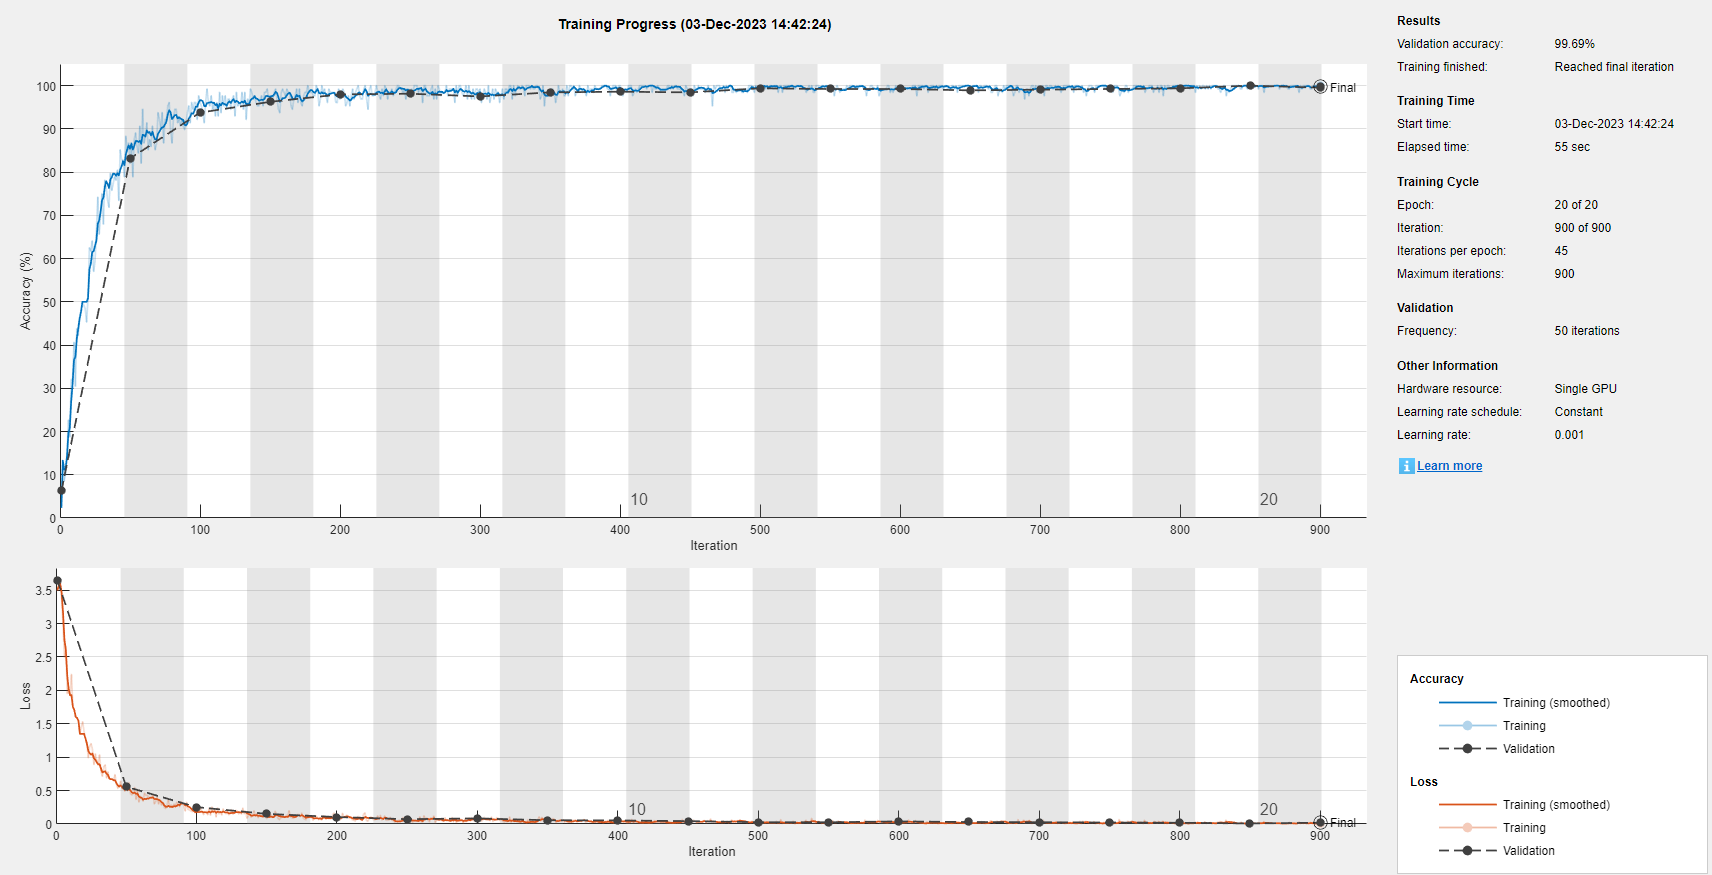 Training Progress (03-Dec-2023 14:42:24)
100
90
80
70
60
50
40
30
20
10
0
Accuracy (%)
Final
10
20
0 100 200 300 400 500 600 700 800 900
Iteration
3.5
3
2.5
2
1.5
1
0.5
0
Loss
10
20
Final
0 100 200 300 400 500 600 700 800 900
Iteration
Results
Validation accuracy: 99.69%
Training finished: Reached final iteration
Training Time
Start time: 03-Dec-2023 14:42:24
Elapsed time: 55 sec
Training Cycle
Epoch: 20 of 20
Iteration: 900 of 900
Iterations per epoch: 45
Maximum iterations: 900
Validation
Frequency: 50 iterations
Other Information
Hardware resource: Single GPU
Learning rate schedule: Constant
Learning rate: 0.001
i Learn more
Accuracy
Training (smoothed)
Training
Validation
Loss
Training (smoothed)
Training
Validation